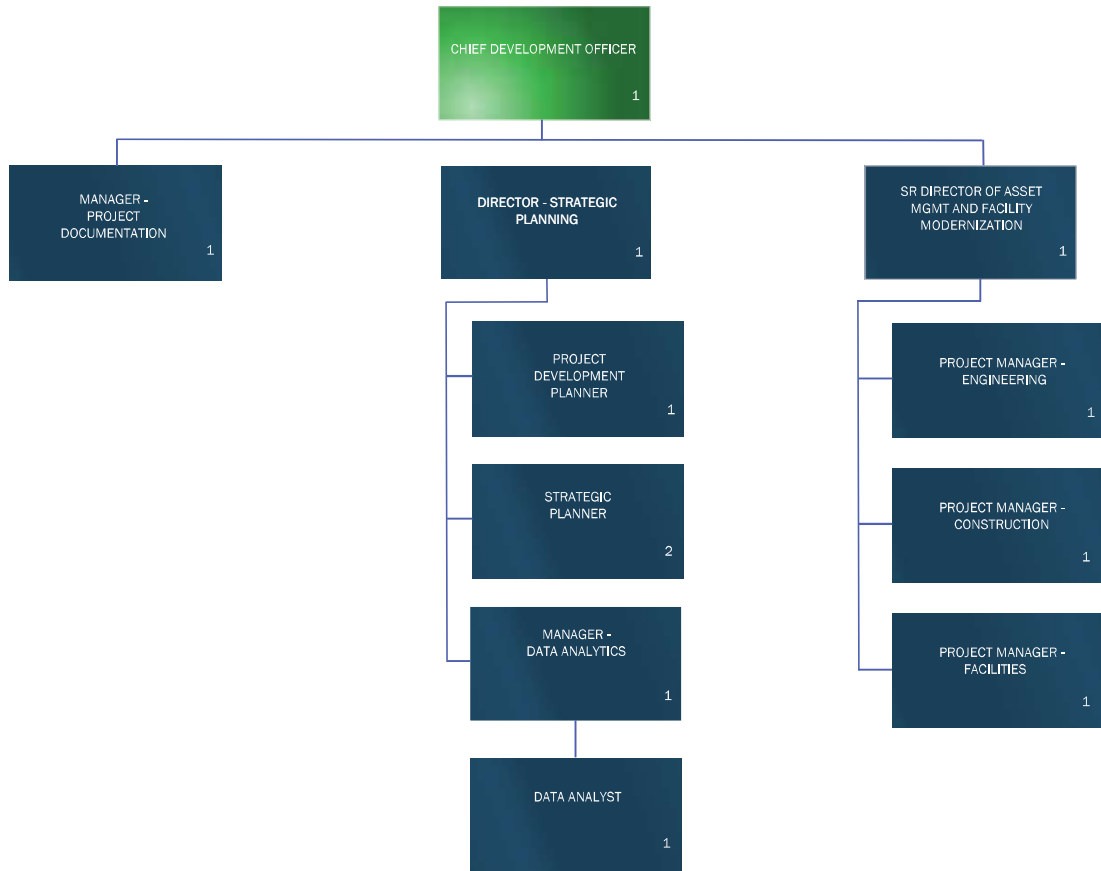 CHIEF DEVELOPMENT OFFICER
1
MANAGER -
PROJECT
DOCUMENTATION
1
DIRECTOR - STRATEGIC
PLANNING
1
SR DIRECTOR OF ASSET
MGMT AND FACILITY
MODERNIZATION
1
PROJECT
DEVELOPMENT
PLANNER
1
STRATEGIC
PLANNER
2
MANAGER -
DATA ANALYTICS
1
DATA ANALYST
1
PROJECT MANAGER -
ENGINEERING
1
PROJECT MANAGER -
CONSTRUCTION
1
PROJECT MANAGER -
FACILITIES
1